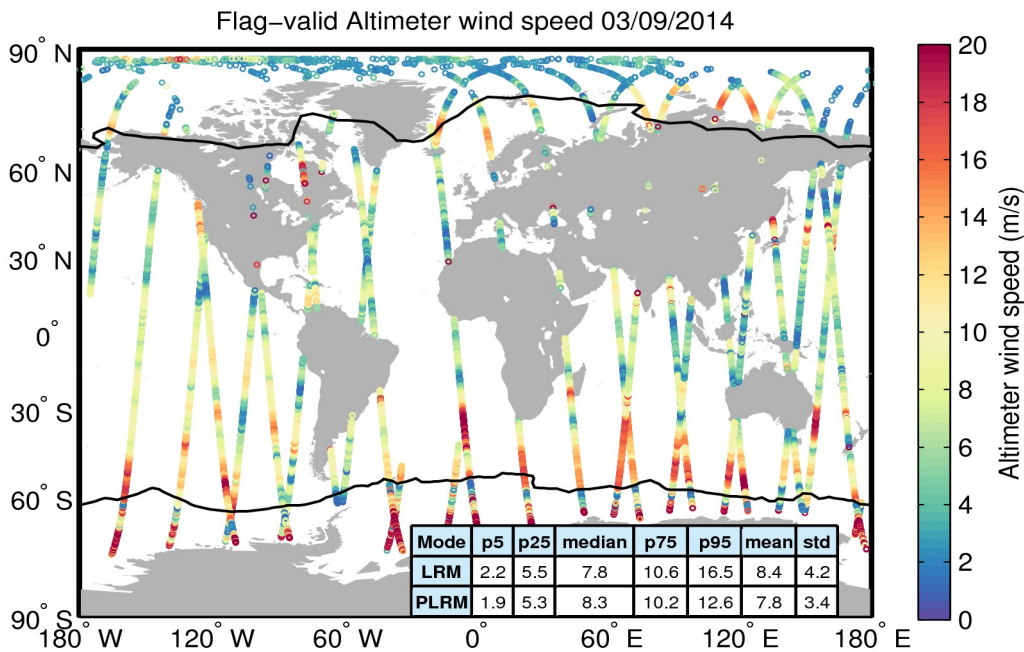 Flag−valid Altimeter wind speed 03/09/2014
90° N
60° N
30° N
0°
30° S
60° S
90° S
180° W
120° W
60° W
0°
60° E
120° E
180° E
Mode p5 p25 median p75 p95 mean std
LRM 2.2 5.5 7.8 10.6 16.5 8.4 4.2
PLRM 1.9 5.3 8.3 10.2 12.6 7.8 3.4
20
18
16
14
12
10
8
6
4
2
0
Altimeter wind speed (m/s)